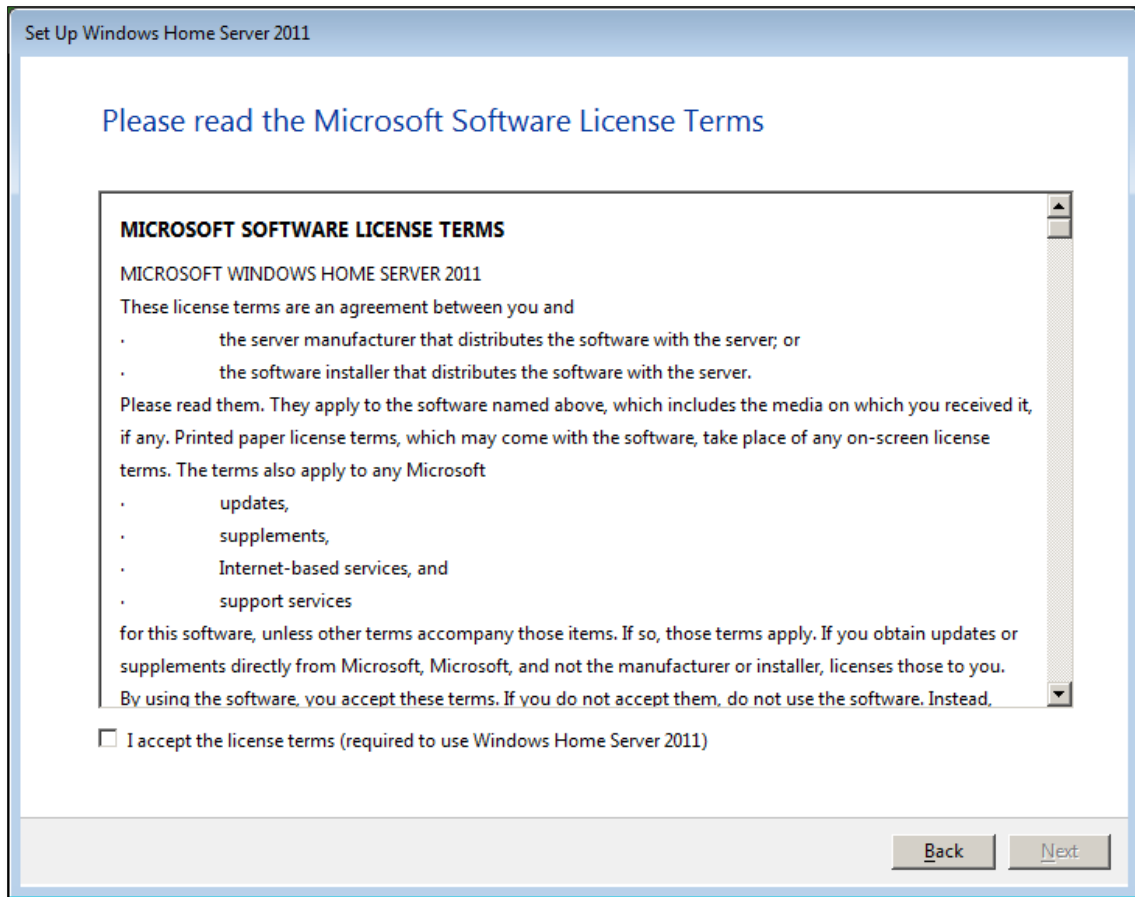 Set Up Windows Home Server 2011
Please read the Microsoft Software License Terms
MICROSOFT SOFTWARE LICENSE TERMS
MICROSOFT WINDOWS HOME SERVER 2011
These license terms are an agreement between you and
· the server manufacturer that distributes the software with the server; or
· the software installer that distributes the software with the server.
Please read them. They apply to the software named above, which includes the media on which you received it,
if any. Printed paper license terms, which may come with the software, take place of any on-screen license
terms. The terms also apply to any Microsoft
· updates,
· supplements,
· Internet-based services, and
· support services
for this software, unless other terms accompany those items. If so, those terms apply. If you obtain updates or
supplements directly from Microsoft, Microsoft, and not the manufacturer or installer, licenses those to you.
By using the software, you accept these terms. If you do not accept them, do not use the software. Instead,
I accept the license terms (required to use Windows Home Server 2011)
Back
Next